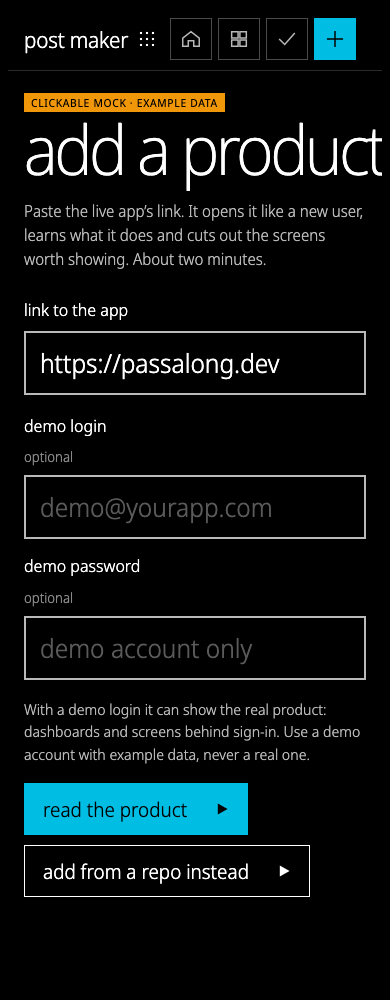 post maker
CLICKABLE MOCK · EXAMPLE DATA
add a product
Paste the live app’s link. It opens it like a new user,
learns what it does and cuts out the screens
worth showing. About two minutes.
link to the app
https://passalong.dev
demo login
optional
demo@yourapp.com
demo password
optional
demo account only
With a demo login it can show the real product:
dashboards and screens behind sign-in. Use a demo
account with example data, never a real one.
read the product
add from a repo instead